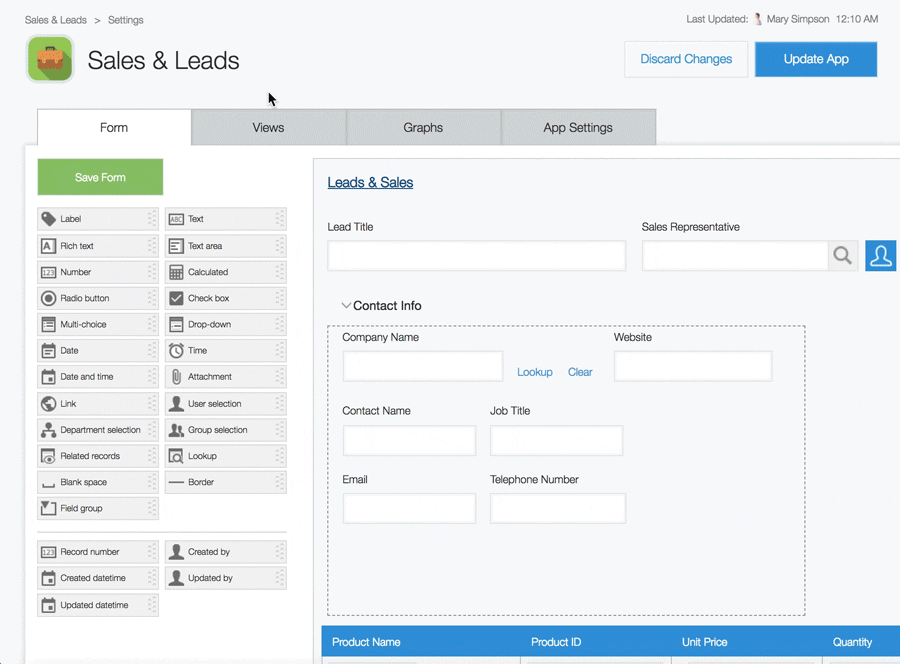 Sales & Leads > Settings
Last Updated: Mary Simpson 12:10 AM
Sales & Leads
Discard Changes
Update App
Form
Views
Graphs
App Settings
Save Form
Leads & Sales
Label
Text
Rich text
Text area
Number
Calculated
Radio button
Check box
Multi-choice
Drop-down
Date
Time
Date and time
Attachment
Link
User selection
Department selection
Group selection
Related records
Lookup
Blank space
Border
Field group
Record number
Created by
Created datetime
Updated by
Updated datetime
Lead Title
Sales Representative
Contact Info
Company Name
Website
Lookup
Clear
Contact Name
Job Title
Email
Telephone Number
Product Name
Product ID
Unit Price
Quantity